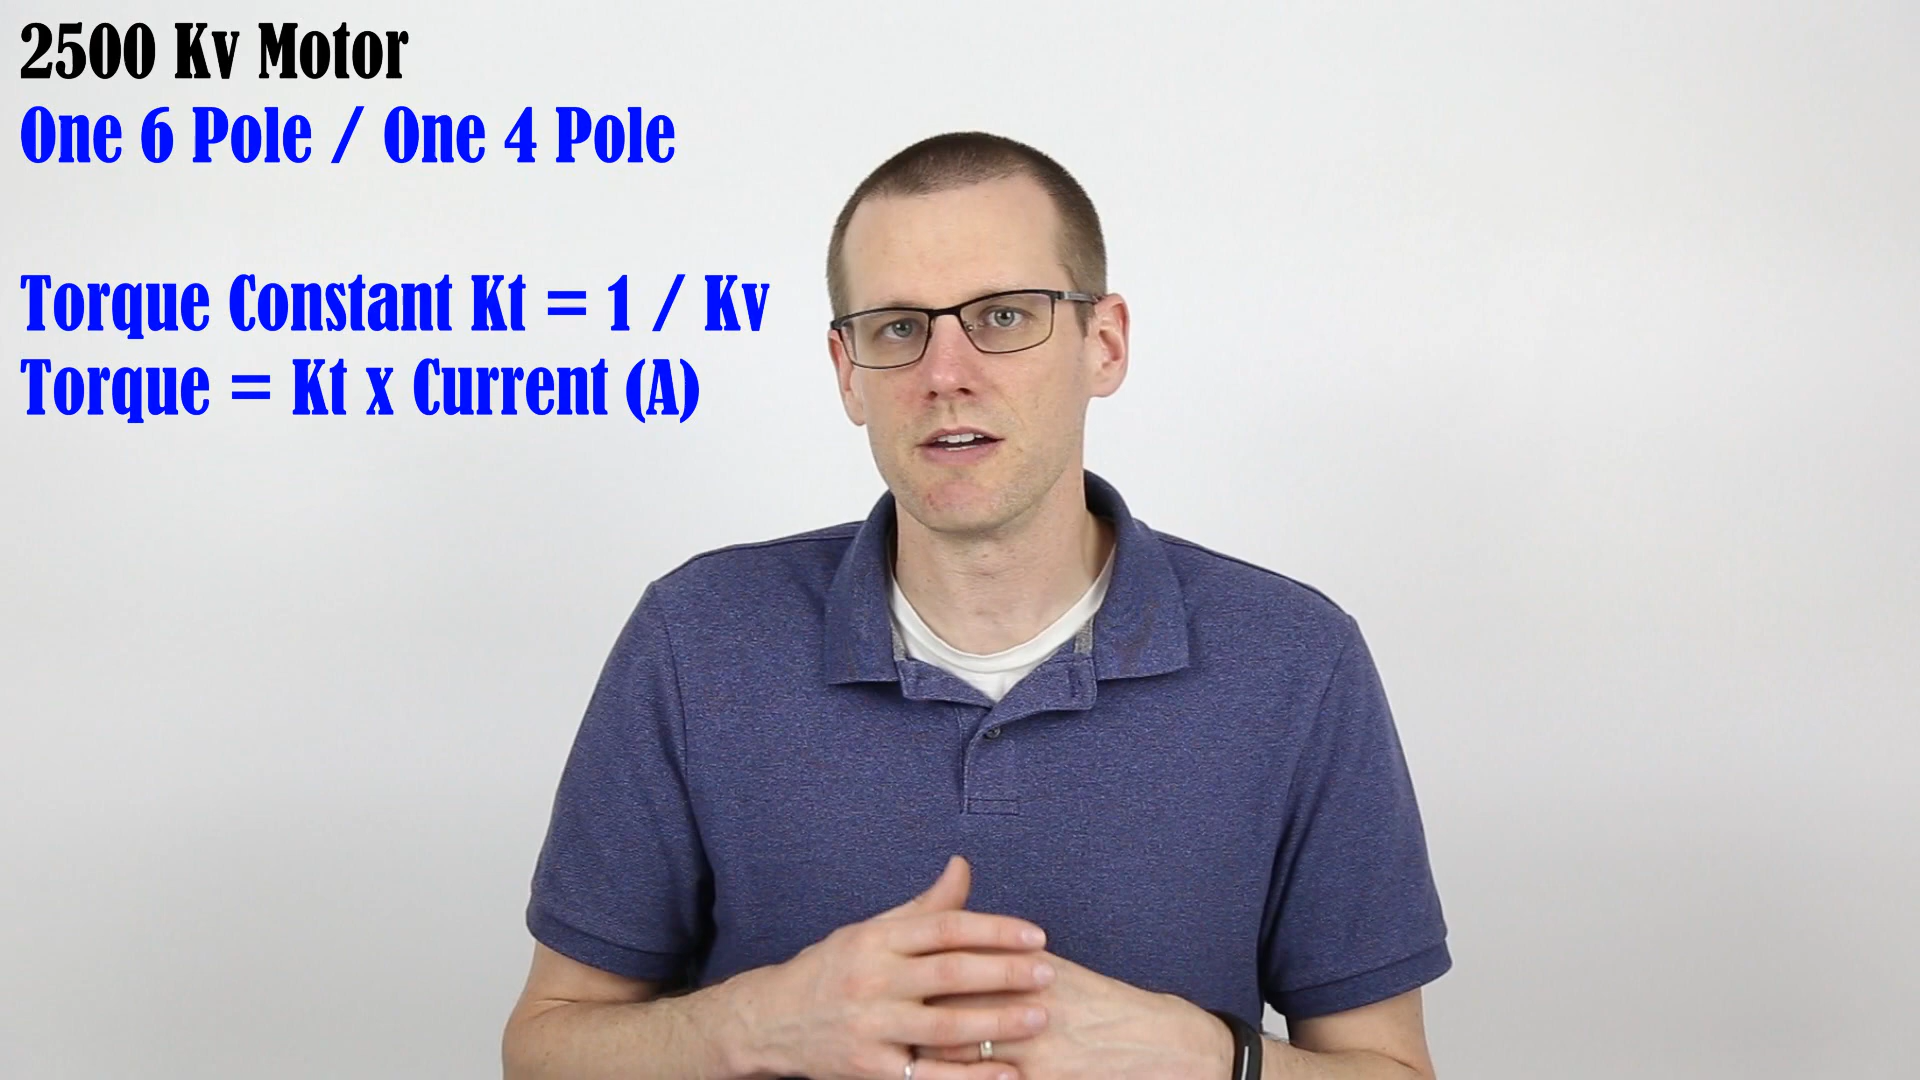 2500 Kv Motor
One 6 Pole / One 4 Pole
Torque Constant Kt = 1 / Kv
Torque = Kt x Current (A)